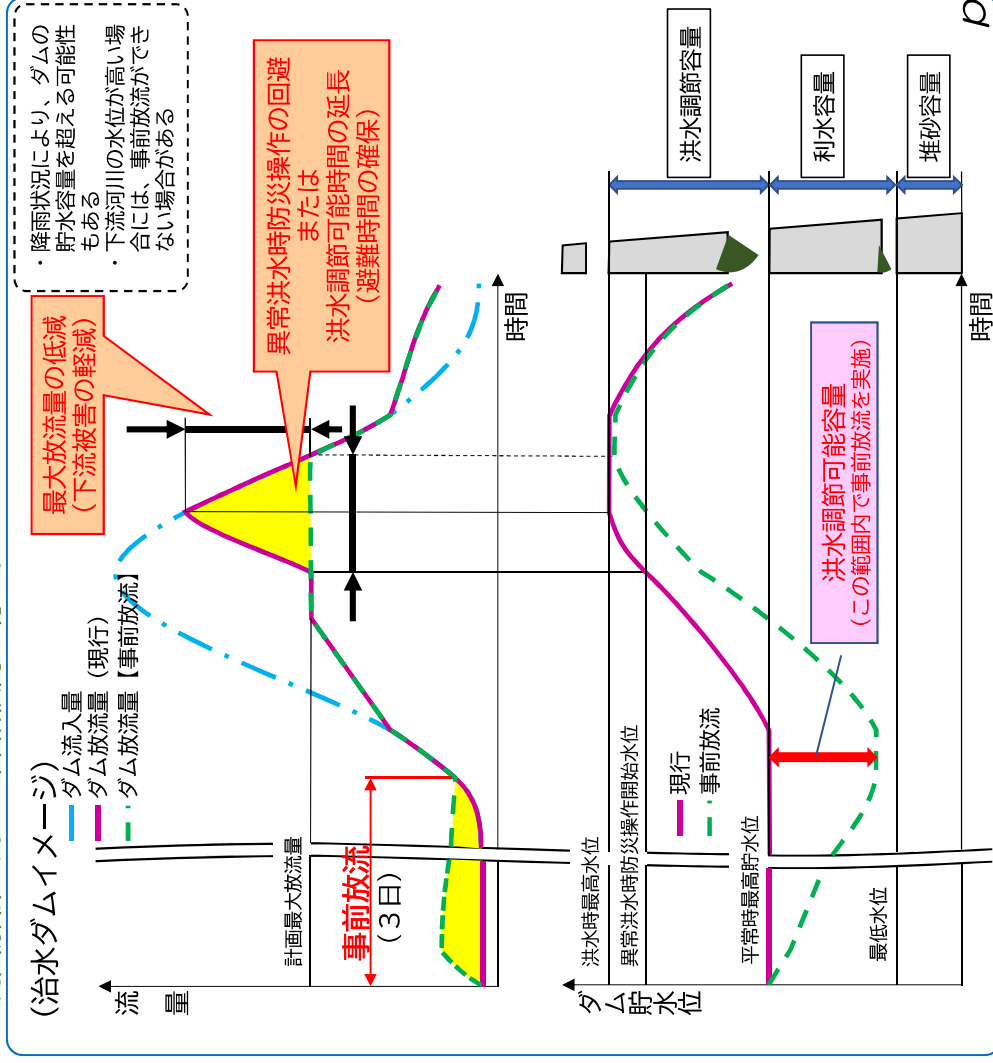 （治水ダムイメージ）
ダム流入量
ダム放流量（現行）
ダム放流量【事前放流】
最大放流量の低減
（下流被害の軽減）
・降雨状況により、ダムの
貯水容量を超える可能性
もある
・下流河川の水位が高い場
合には、事前放流ができ
ない場合がある
異常洪水時防災操作の回避
または
洪水調節可能時間の延長
（避難時間の確保）
流量
計画最大放流量
事前放流
（３日）
時間
ダム貯水位
洪水時最高水位
異常洪水時防災操作開始水位
現行
事前放流
平常時最高貯水位
最低水位
洪水調節可能容量
（この範囲内で事前放流を実施）
時間
洪水調節容量
利水容量
堆砂容量